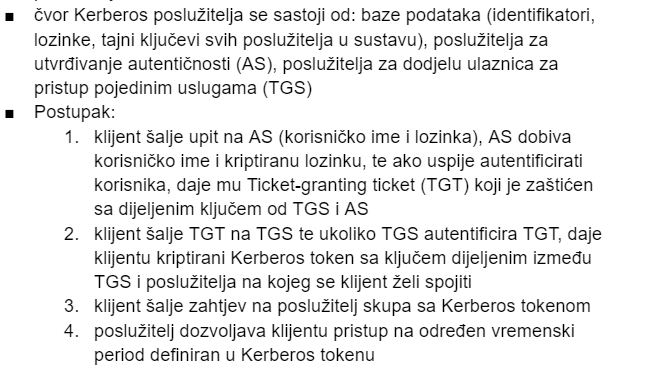 ■ čvor Kerberos poslužitelja se sastoji od: baze podataka (identifikatori,
lozinke, tajni ključevi svih poslužitelja u sustavu), poslužitelja za
utvrđivanje autentičnosti (AS), poslužitelja za dodjelu ulaznica za
pristup pojedinim uslugama (TGS)
■ Postupak:
1. klijent šalje upit na AS (korisničko ime i lozinka), AS dobiva
korisničko ime i kriptiranu lozinku, te ako uspije autentificirati
korisnika, daje mu Ticket-granting ticket (TGT) koji je zaštićen
sa dijeljenim ključem od TGS i AS
2. klijent šalje TGT na TGS te ukoliko TGS autentificira TGT, daje
klijentu kriptirani Kerberos token sa ključem dijeljenim između
TGS i poslužitelja na kojeg se klijent želi spojiti
3. klijent šalje zahtjev na poslužitelj skupa sa Kerberos tokenom
4. poslužitelj dozvoljava klijentu pristup na određen vremenski
period definiran u Kerberos tokenu